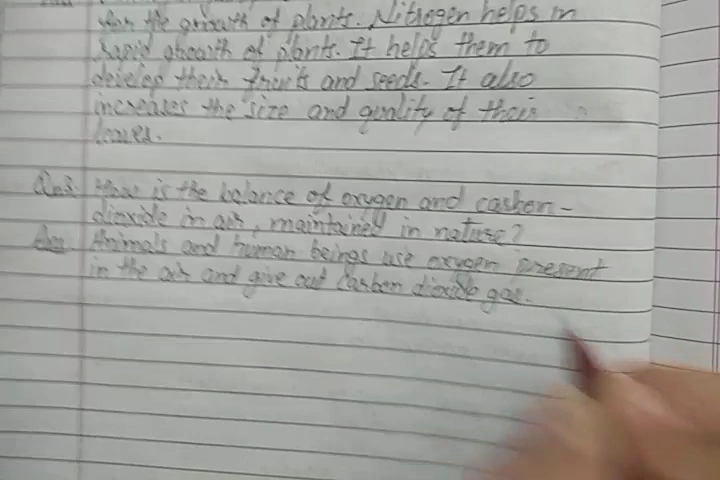 for the growth of plants. Nitrogen helps in
rapid growth of plants. It helps them to
develop their fruits and seeds. It also
increases the size and quality of their
leaves.
Que. How is the balance of oxygen and carbon-
dioxide in air, maintained in nature?
Ans. Animals and human beings use oxygen present
in the air and give out carbon dioxide gas.